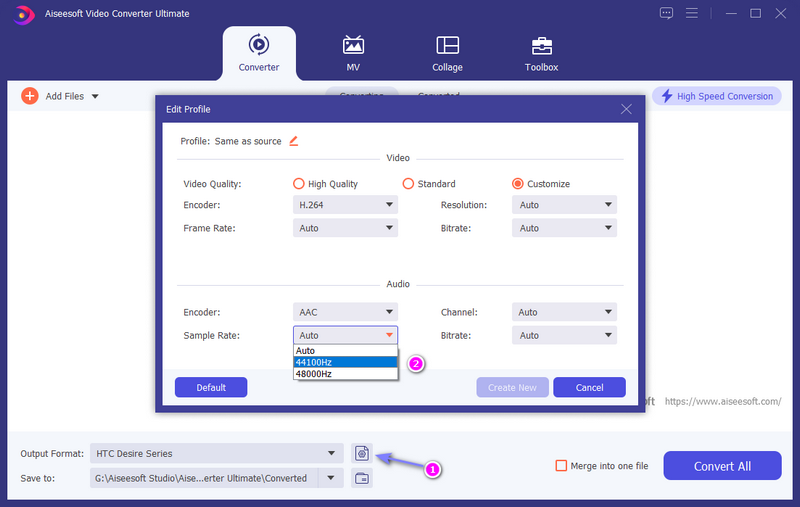 Aiseesoft Video Converter Ultimate
Converter
MV
Collage
Toolbox
Add Files
Converting
Converted
High Speed Conversion
Edit Profile
Profile: Same as source
Video
Video Quality: High Quality Standard Customize
Encoder: H.264 Resolution: Auto
Frame Rate: Auto Bitrate: Auto
Audio
Encoder: AAC Channel: Auto
Sample Rate: Auto Bitrate: Auto
Auto
44100Hz
48000Hz
2
Default
Create New
Cancel
https://www.aiseesoft.com/
Output Format: HTC Desire Series
1
Merge into one file
Convert All
Save to: G:\Aiseesoft Studio\Aise...erter Ultimate\Converted